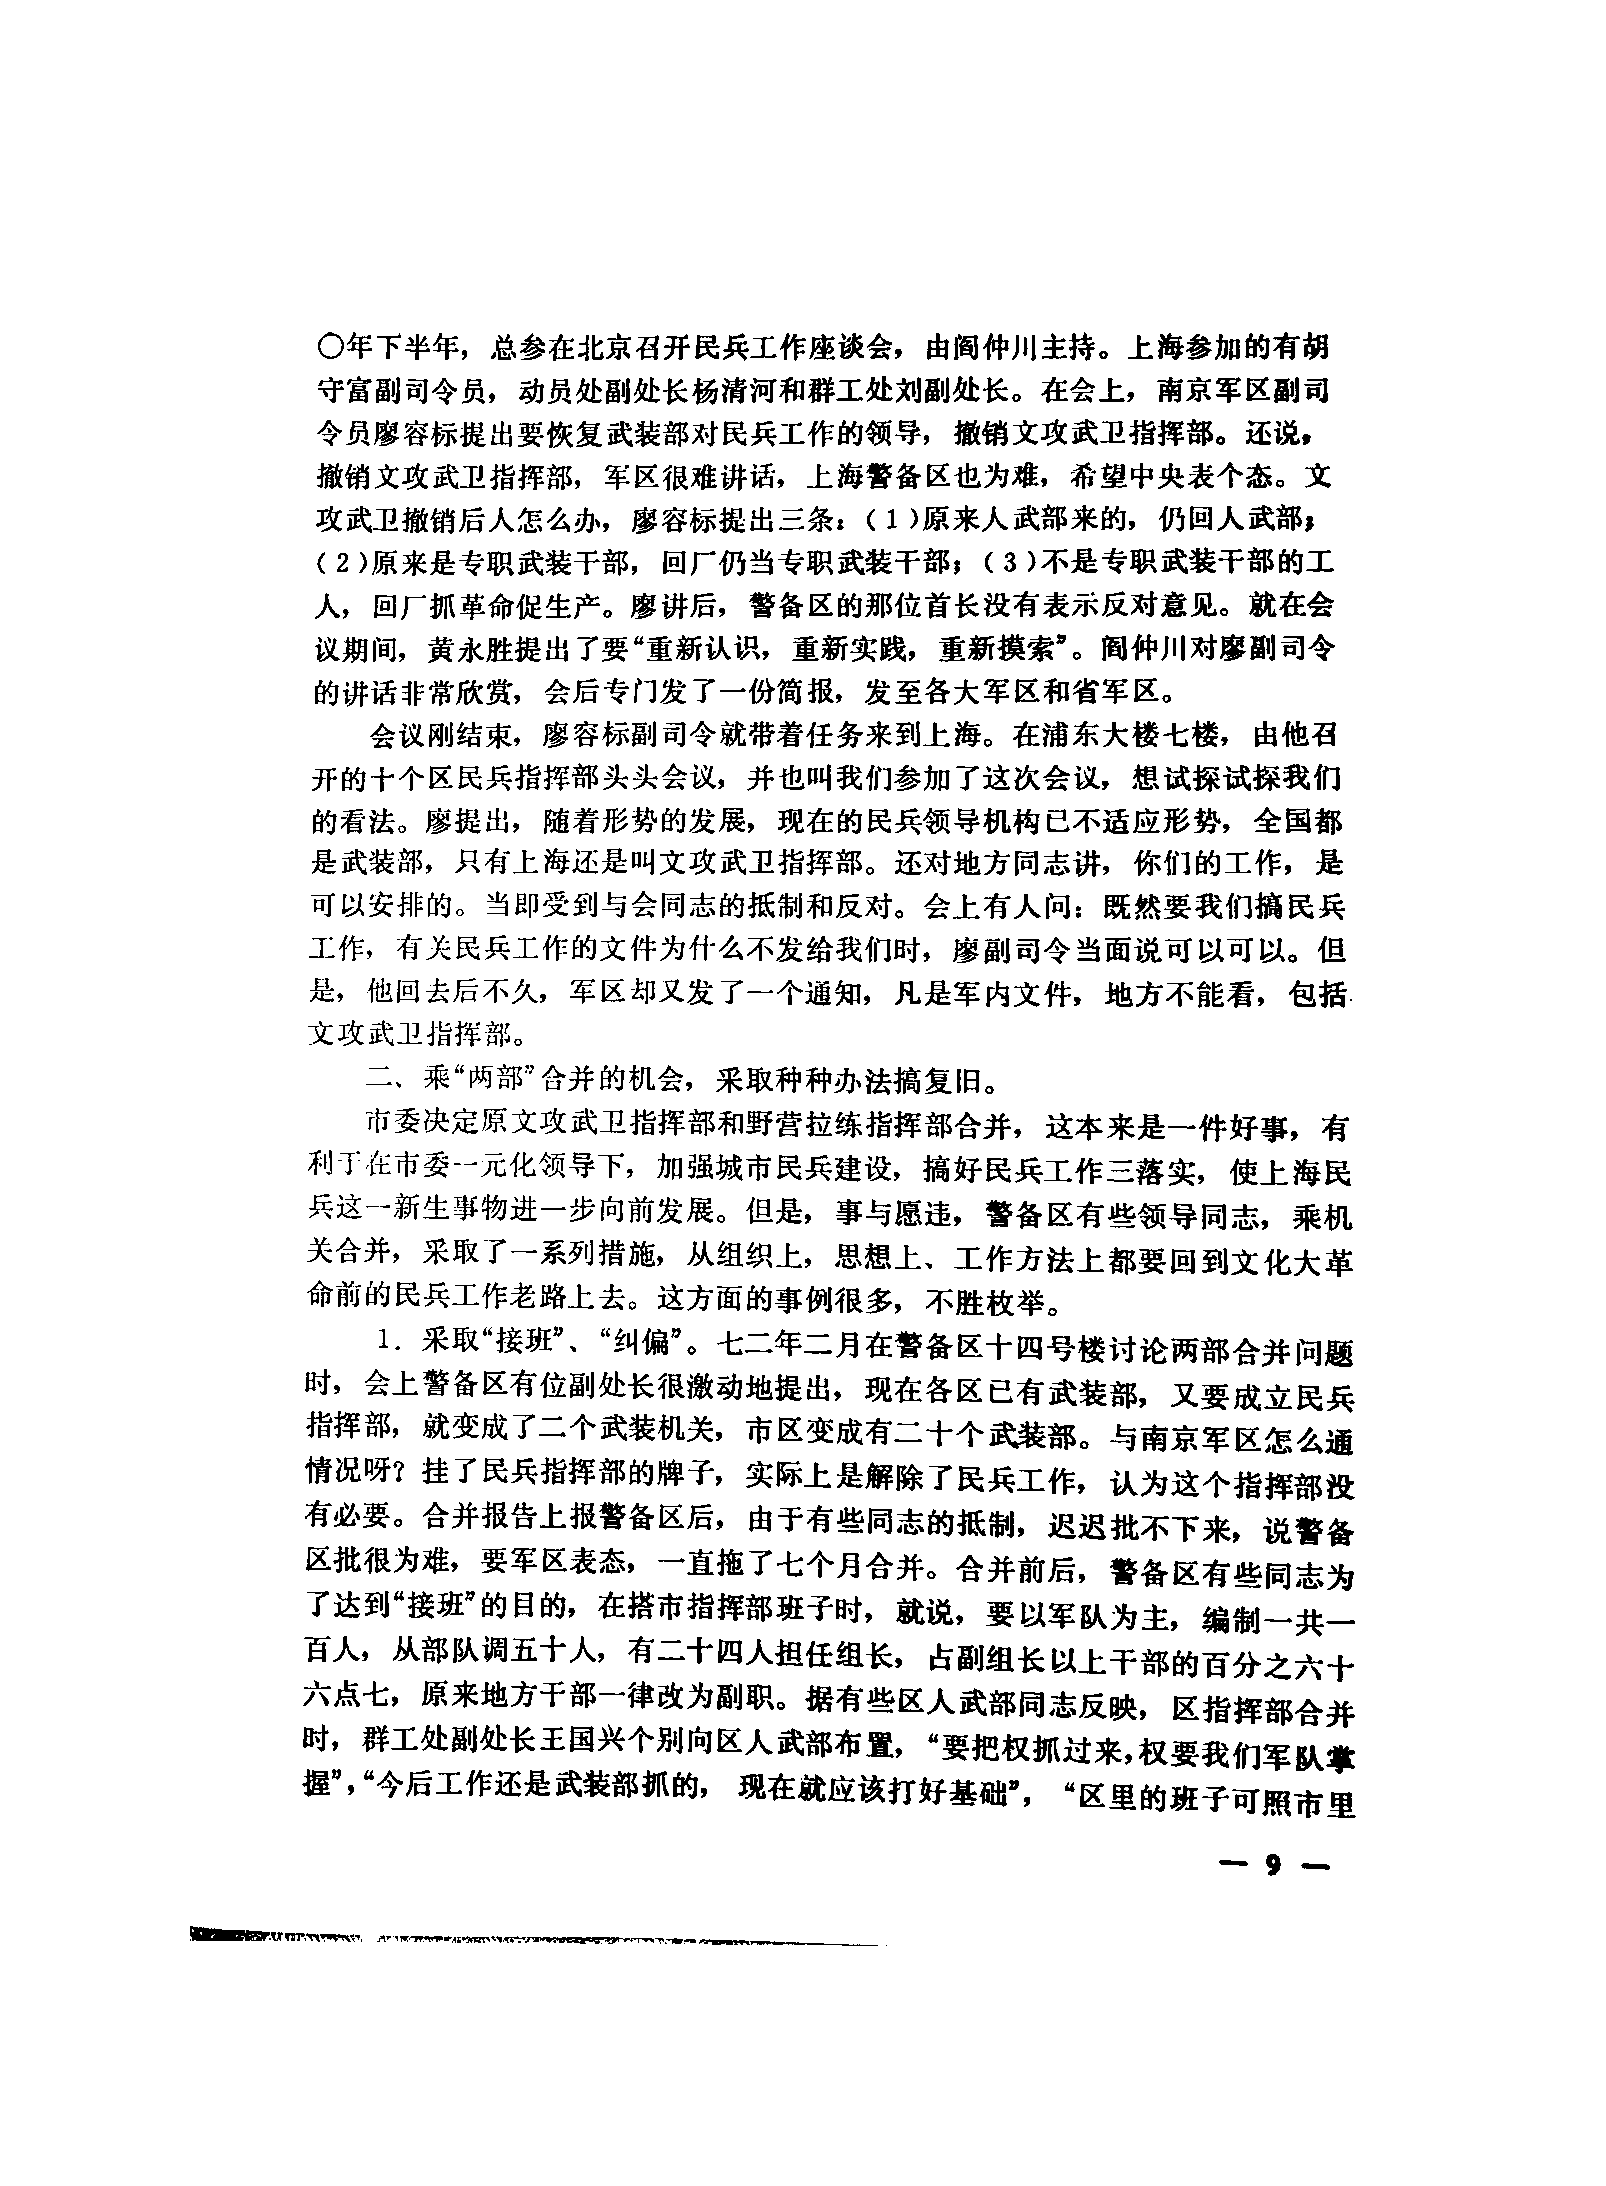 〇年下半年，总参在北京召开民兵工作座谈会，由阎仲川主持。上海参加的有胡
守富副司令员，动员处副处长杨清河和群工处刘副处长。在会上，南京军区副司
令员廖容标提出要恢复武装部对民兵工作的领导，撤销文攻武卫指挥部。还说，
撤销文攻武卫指挥部，军区很难讲话，上海警备区也为难，希望中央表个态。文
攻武卫撤销后人怎么办，廖容标提出三条：（1）原来人武部来的，仍回人武部；
（2）原来是专职武装干部，回厂仍当专职武装干部；（3）不是专职武装干部的工
人，回厂抓革命促生产。廖讲后，警备区的那位首长没有表示反对意见。就在会
议期间，黄永胜提出了要“重新认识，重新实践，重新摸索”。阎仲川对廖副司令
的讲话非常欣赏，会后专门发了一份简报，发至各大军区和省军区。
会议刚结束，廖容标副司令就带着任务来到上海。在浦东大楼七楼，由他召
开的十个区民兵指挥部头头会议，并也叫我们参加了这次会议，想试探试探我们
的看法。廖提出，随着形势的发展，现在的民兵领导机构已不适应形势，全国都
是武装部，只有上海还是叫文攻武卫指挥部。还对地方同志讲，你们的工作，是
可以安排的。当即受到与会同志的抵制和反对。会上有人问：既然要我们搞民兵
工作，有关民兵工作的文件为什么不发给我们时，廖副司令当面说可以可以。但
是，他回去后不久，军区却又发了一个通知，凡是军内文件，地方不能看，包括
文攻武卫指挥部。
二、乘“两部”合并的机会，采取种种办法搞复旧。
市委决定原文攻武卫指挥部和野营拉练指挥部合并，这本来是一件好事，有
利于在市委一元化领导下，加强城市民兵建设，搞好民兵工作三落实，使上海民
兵这一新生事物进一步向前发展。但是，事与愿违，警备区有些领导同志，乘机
关合并，采取了一系列措施，从组织上，思想上、工作方法上都要回到文化大革
命前的民兵工作老路上去。这方面的事例很多，不胜枚举。
1．采取“接班”、“纠偏”。七二年二月在警备区十四号楼讨论两部合并问题
时，会上警备区有位副处长很激动地提出，现在各区已有武装部，又要成立民兵
指挥部，就变成了二个武装机关，市区变成有二十个武装部。与南京军区怎么通
情况呀？挂了民兵指挥部的牌子，实际上是解除了民兵工作，认为这个指挥部没
有必要。合并报告上报警备区后，由于有些同志的抵制，迟迟批不下来，说警备
区批很为难，要军区表态，一直拖了七个月合并。合并前后，警备区有些同志为
了达到“接班”的目的，在搭市指挥部班子时，就说，要以军队为主，编制一共一
百人，从部队调五十人，有二十四人担任组长，占副组长以上干部的百分之六十
六点七，原来地方干部一律改为副职。据有些区人武部同志反映，区指挥部合并
时，群工处副处长王国兴个别向区人武部布置，“要把权抓过来，权要我们军队掌
握”，“今后工作还是武装部抓的，现在就应该打好基础”，“区里的班子可照市里
— 9 —